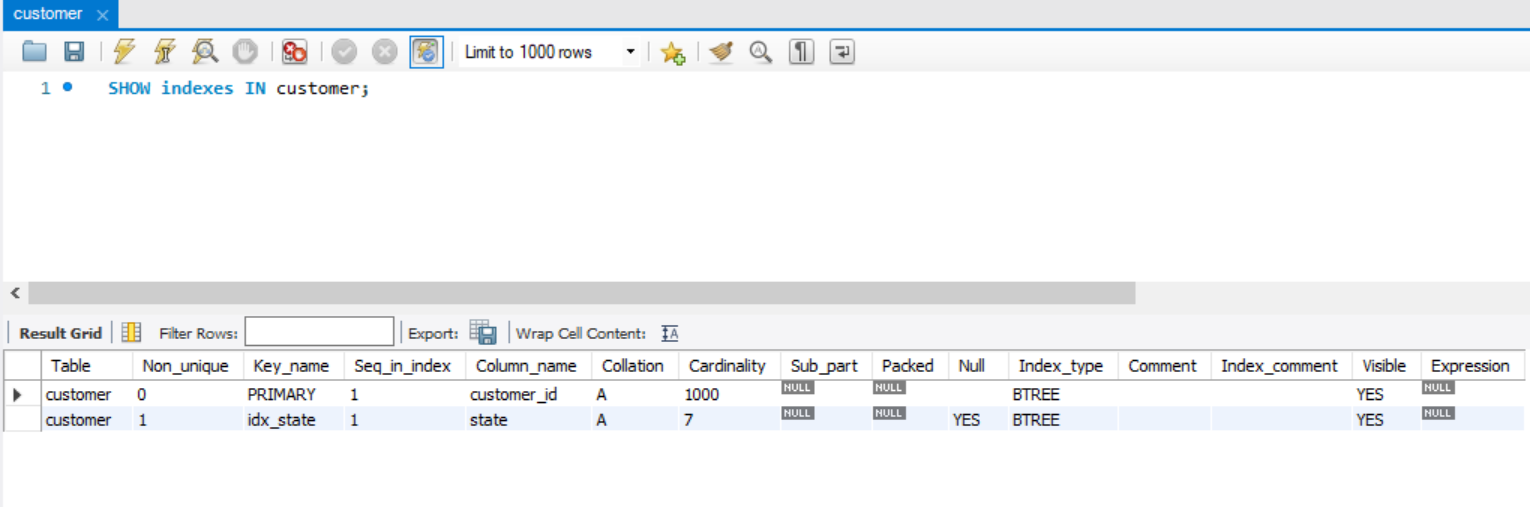 customer
Limit to 1000 rows
1 SHOW indexes IN customer;
Result Grid Filter Rows: Export: Wrap Cell Content:
Table Non_unique Key_name Seq_in_index Column_name Collation Cardinality Sub_part Packed Null Index_type Comment Index_comment Visible Expression
customer 0 PRIMARY 1 customer_id A 1000 NULL NULL BTREE YES NULL
customer 1 idx_state 1 state A 7 NULL NULL YES BTREE YES NULL